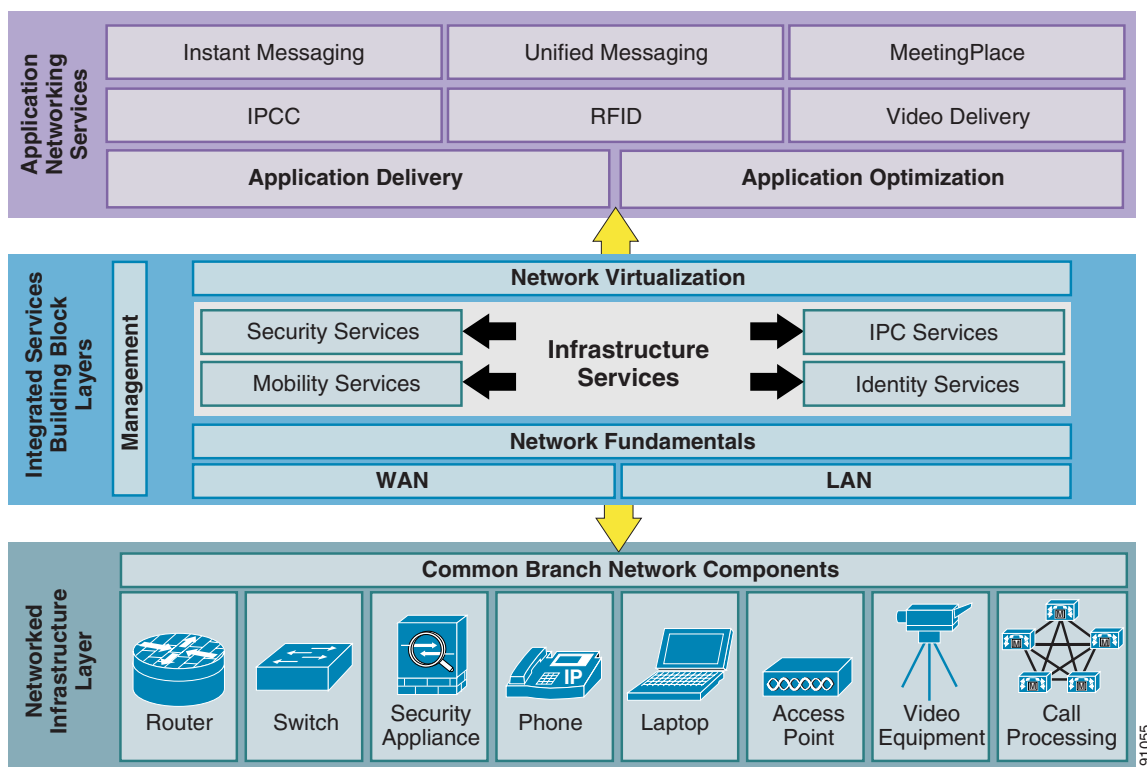 Application
Networking
Services
Instant Messaging
Unified Messaging
MeetingPlace
IPCC
RFID
Video Delivery
Application Delivery
Application Optimization
Integrated Services
Building Block
Layers
Management
Network Virtualization
Security Services
Infrastructure
Services
IPC Services
Mobility Services
Identity Services
Network Fundamentals
WAN
LAN
Networked
Infrastructure
Layer
Common Branch Network Components
IP
M
M
M
M
M
Router
Switch
Security
Appliance
Phone
Laptop
Access
Point
Video
Equipment
Call
Processing